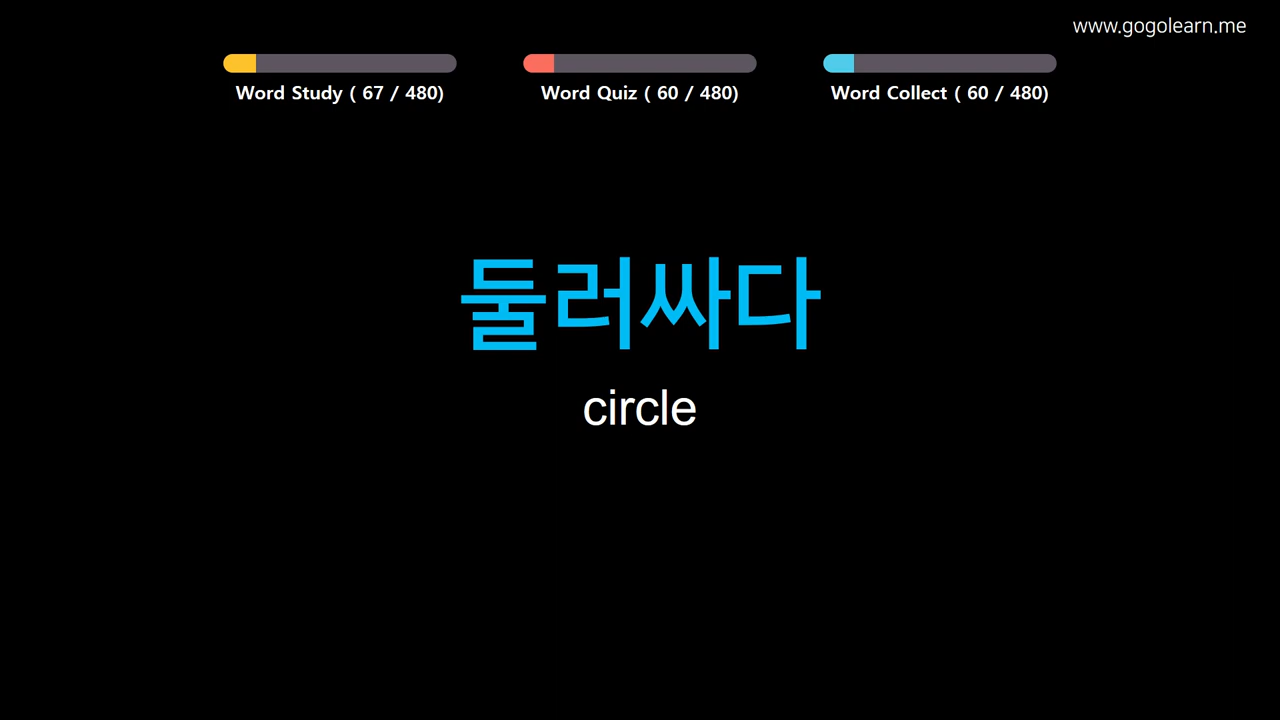 www.gogolearn.me
Word Study ( 67 / 480)
Word Quiz ( 60 / 480)
Word Collect ( 60 / 480)
둘러싸다
circle